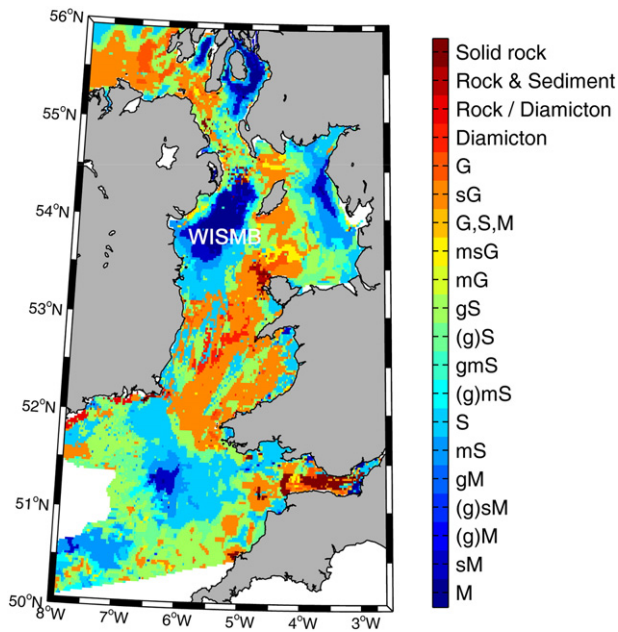 56°N
55°N
54°N
53°N
52°N
51°N
50°N
8°W
7°W
6°W
5°W
4°W
3°W
WISMB
Solid rock
Rock & Sediment
Rock / Diamicton
Diamicton
G
sG
G,S,M
msG
mG
gS
(g)S
gmS
(g)mS
S
mS
gM
(g)sM
(g)M
sM
M